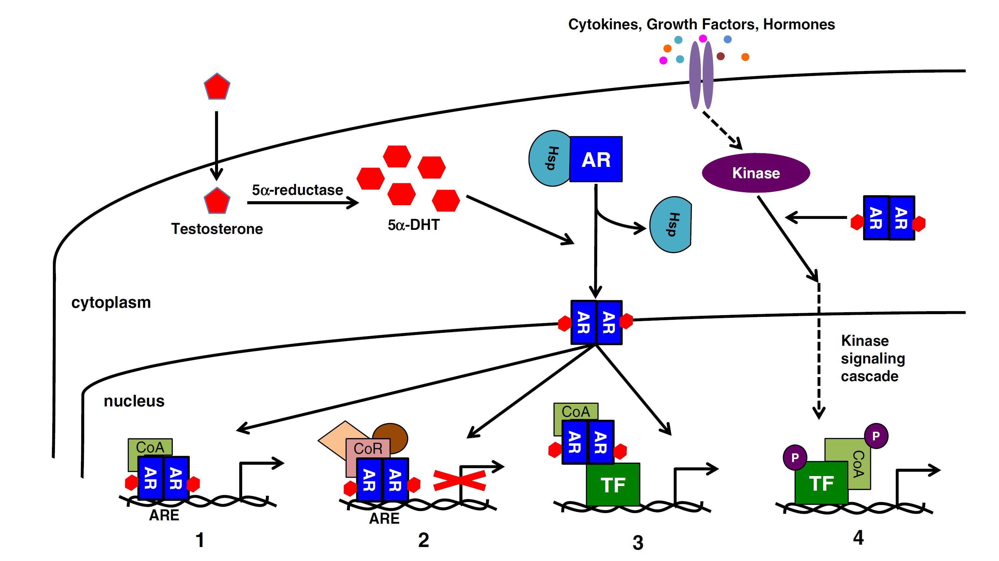 Cytokines, Growth Factors, Hormones
Hsp
AR
Kinase
5α-reductase
Testosterone
5α-DHT
Hsp
AR AR
cytoplasm
AR AR
Kinase
signaling
cascade
nucleus
CoA
AR AR
ARE
1
CoR
AR AR
ARE
2
CoA
AR AR
TF
3
P
P
CoA
TF
4